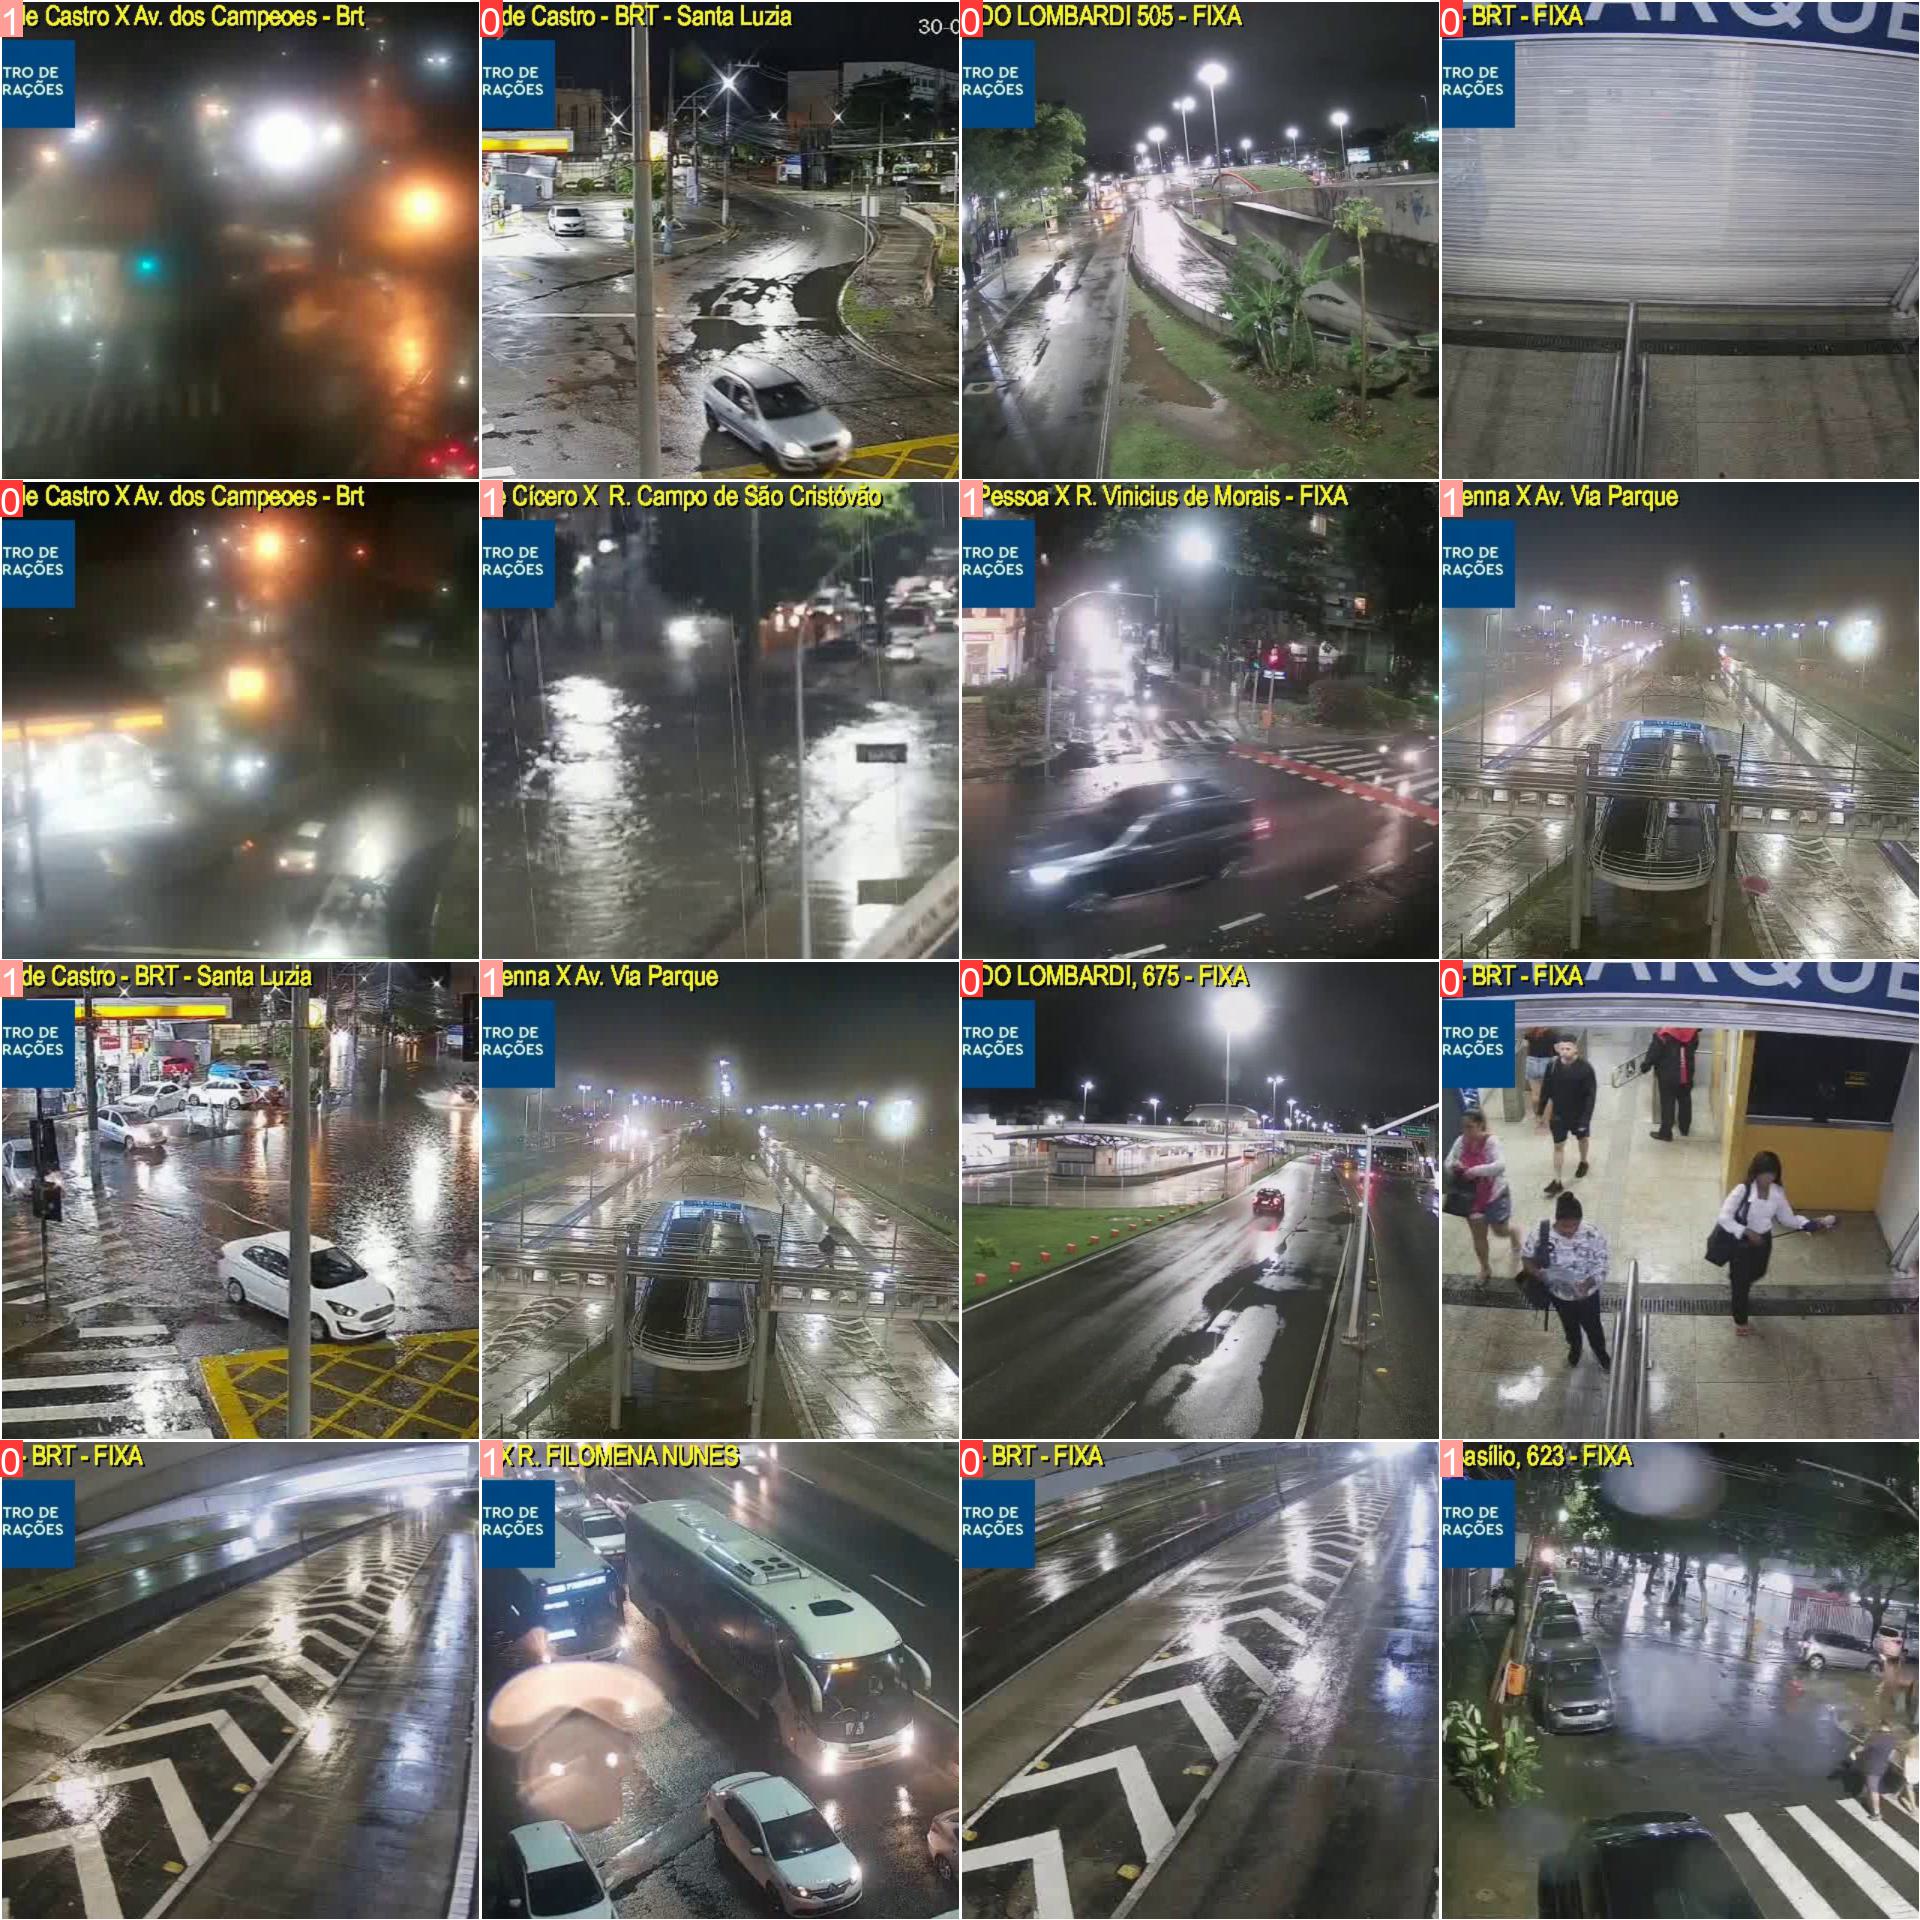 1 de Castro X Av. dos Campeoes - Brt
TRO DE
RAÇÕES
0 de Castro - BRT - Santa Luzia
30-0
TRO DE
RAÇÕES
0 DO LOMBARDI 505 - FIXA
TRO DE
RAÇÕES
0 - BRT - FIXA
ARQUE
TRO DE
RAÇÕES
0 de Castro X Av. dos Campeoes - Brt
TRO DE
RAÇÕES
1 e Cícero X R. Campo de São Cristóvão
TRO DE
RAÇÕES
1 Pessoa X R. Vinicius de Morais - FIXA
TRO DE
RAÇÕES
1 enna X Av. Via Parque
TRO DE
RAÇÕES
1 de Castro - BRT - Santa Luzia
TRO DE
RAÇÕES
1 enna X Av. Via Parque
TRO DE
RAÇÕES
0 DO LOMBARDI, 675 - FIXA
TRO DE
RAÇÕES
0 - BRT - FIXA
ARQUE
TRO DE
RAÇÕES
0 - BRT - FIXA
TRO DE
RAÇÕES
1 X R. FILOMENA NUNES
TRO DE
RAÇÕES
0 - BRT - FIXA
TRO DE
RAÇÕES
1 asílio, 623 - FIXA
TRO DE
RAÇÕES